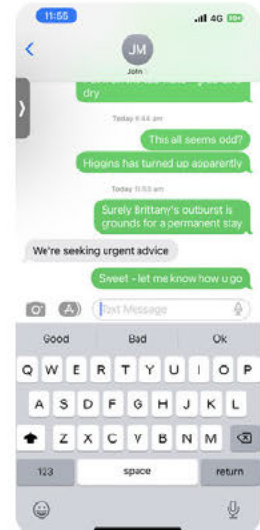 11:55
4G
JM
John
dry
Today 9:44 am
This all seems odd?
Higgins has turned up apparently
Today 11:53 am
Surely Brittany's outburst is
grounds for a permanent stay
We're seeking urgent advice
Sweet - let me know how u go
Text Message
Good Bad Ok
Q W E R T Y U I O P
A S D F G H J K L
Z X C V B N M
123 space return